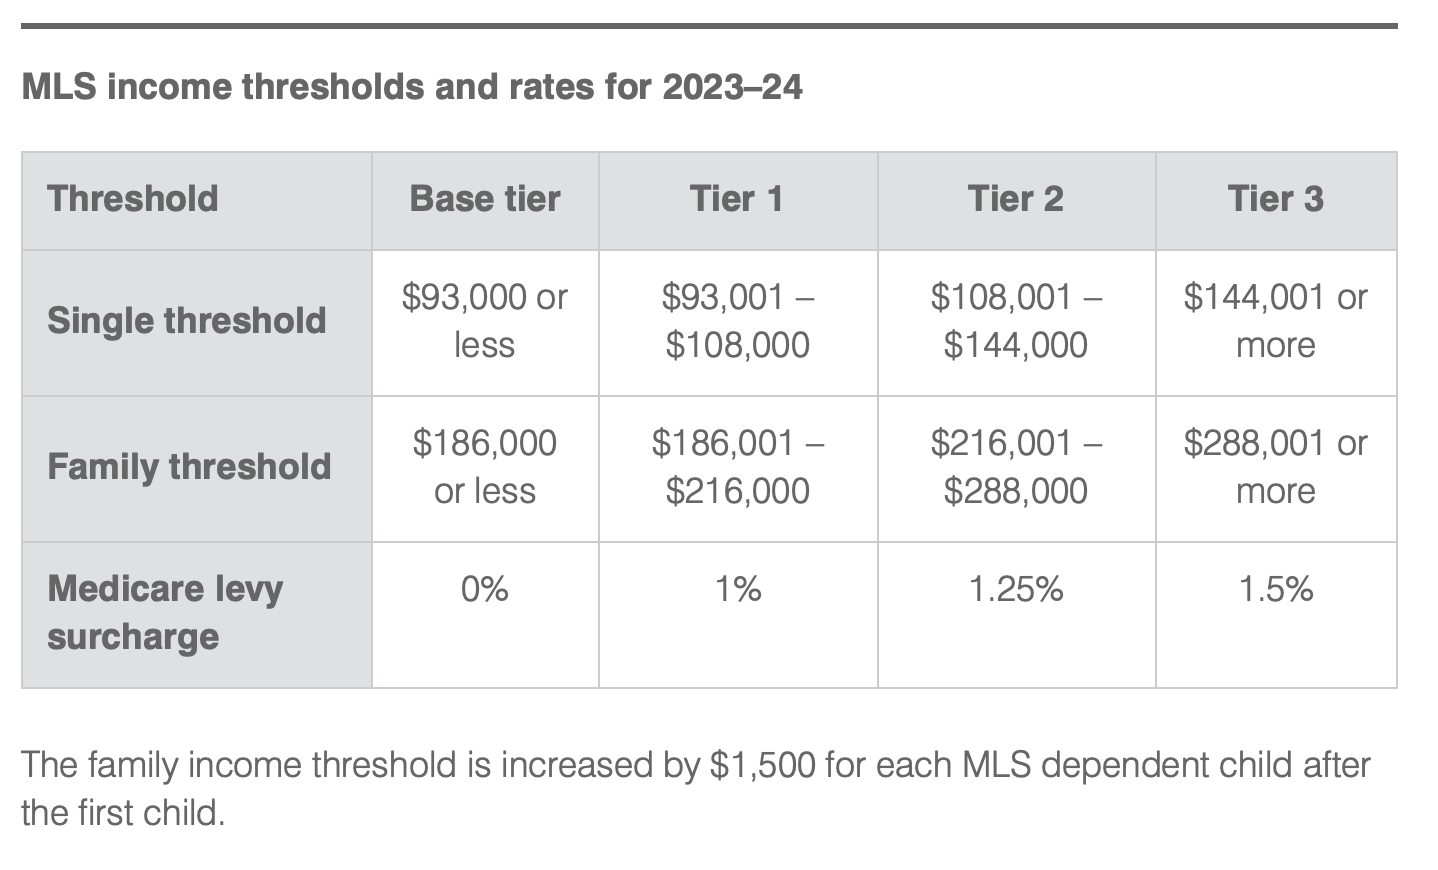 MLS income thresholds and rates for 2023–24
Threshold
Base tier
Tier 1
Tier 2
Tier 3
Single threshold
$93,000 or
less
$93,001 –
$108,000
$108,001 –
$144,000
$144,001 or
more
Family threshold
$186,000
or less
$186,001 –
$216,000
$216,001 –
$288,000
$288,001 or
more
Medicare levy
surcharge
0%
1%
1.25%
1.5%
The family income threshold is increased by $1,500 for each MLS dependent child after
the first child.